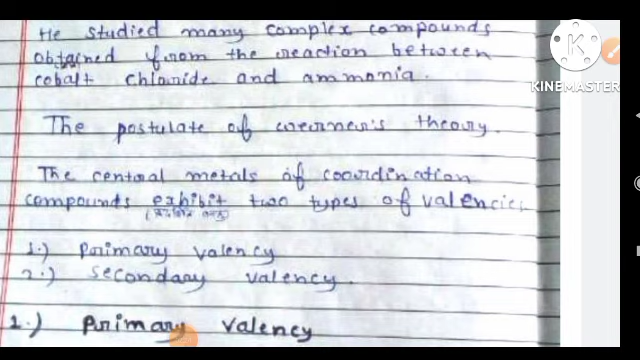 He studied many complex compounds
obtained from the reaction between
cobalt chloride and ammonia.
The postulate of werner's theory.
The central metals of coordination
compounds exhibit two types of valencies
1.) Primary valency
2.) Secondary valency.
1.) Primary Valency
KINEMASTER